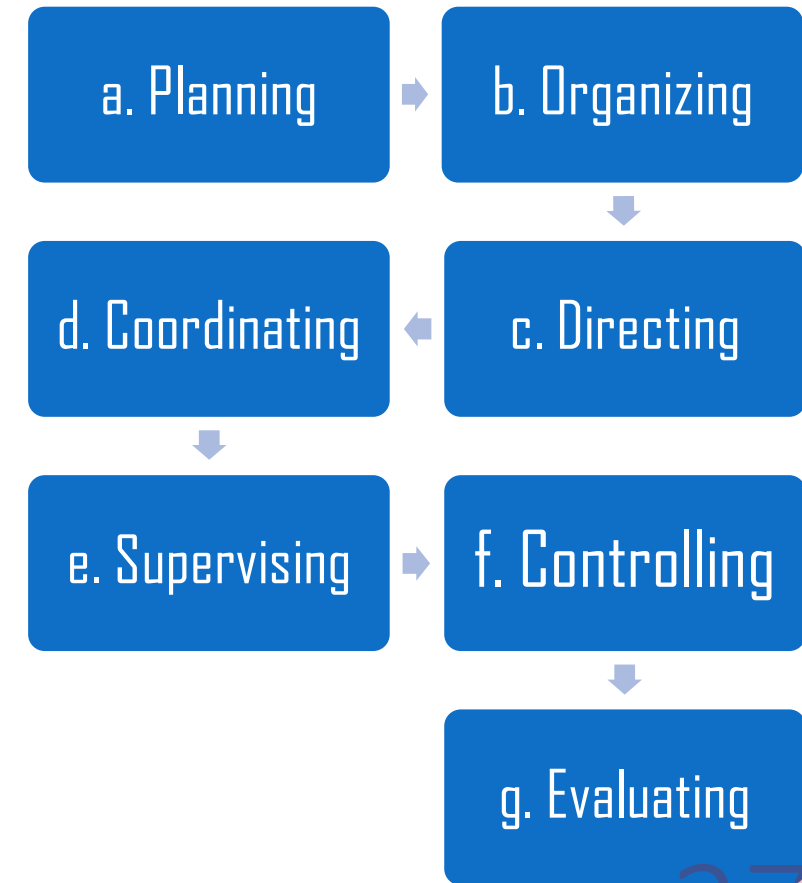 a. Planning
b. Organizing
c. Directing
d. Coordinating
e. Supervising
f. Controlling
g. Evaluating